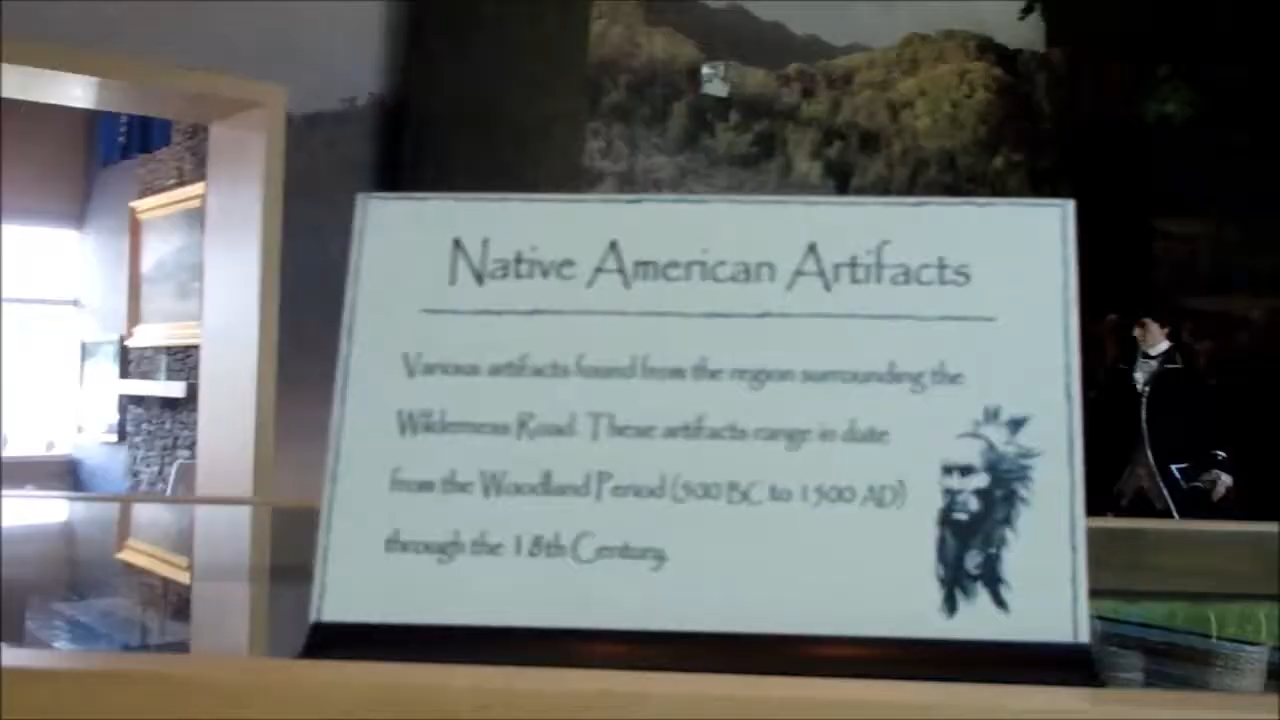 Native American Artifacts
Various artifacts found from the region surrounding the
Wilderness Road. These artifacts range in date
from the Woodland Period (500 BC to 1500 AD)
through the 18th Century.